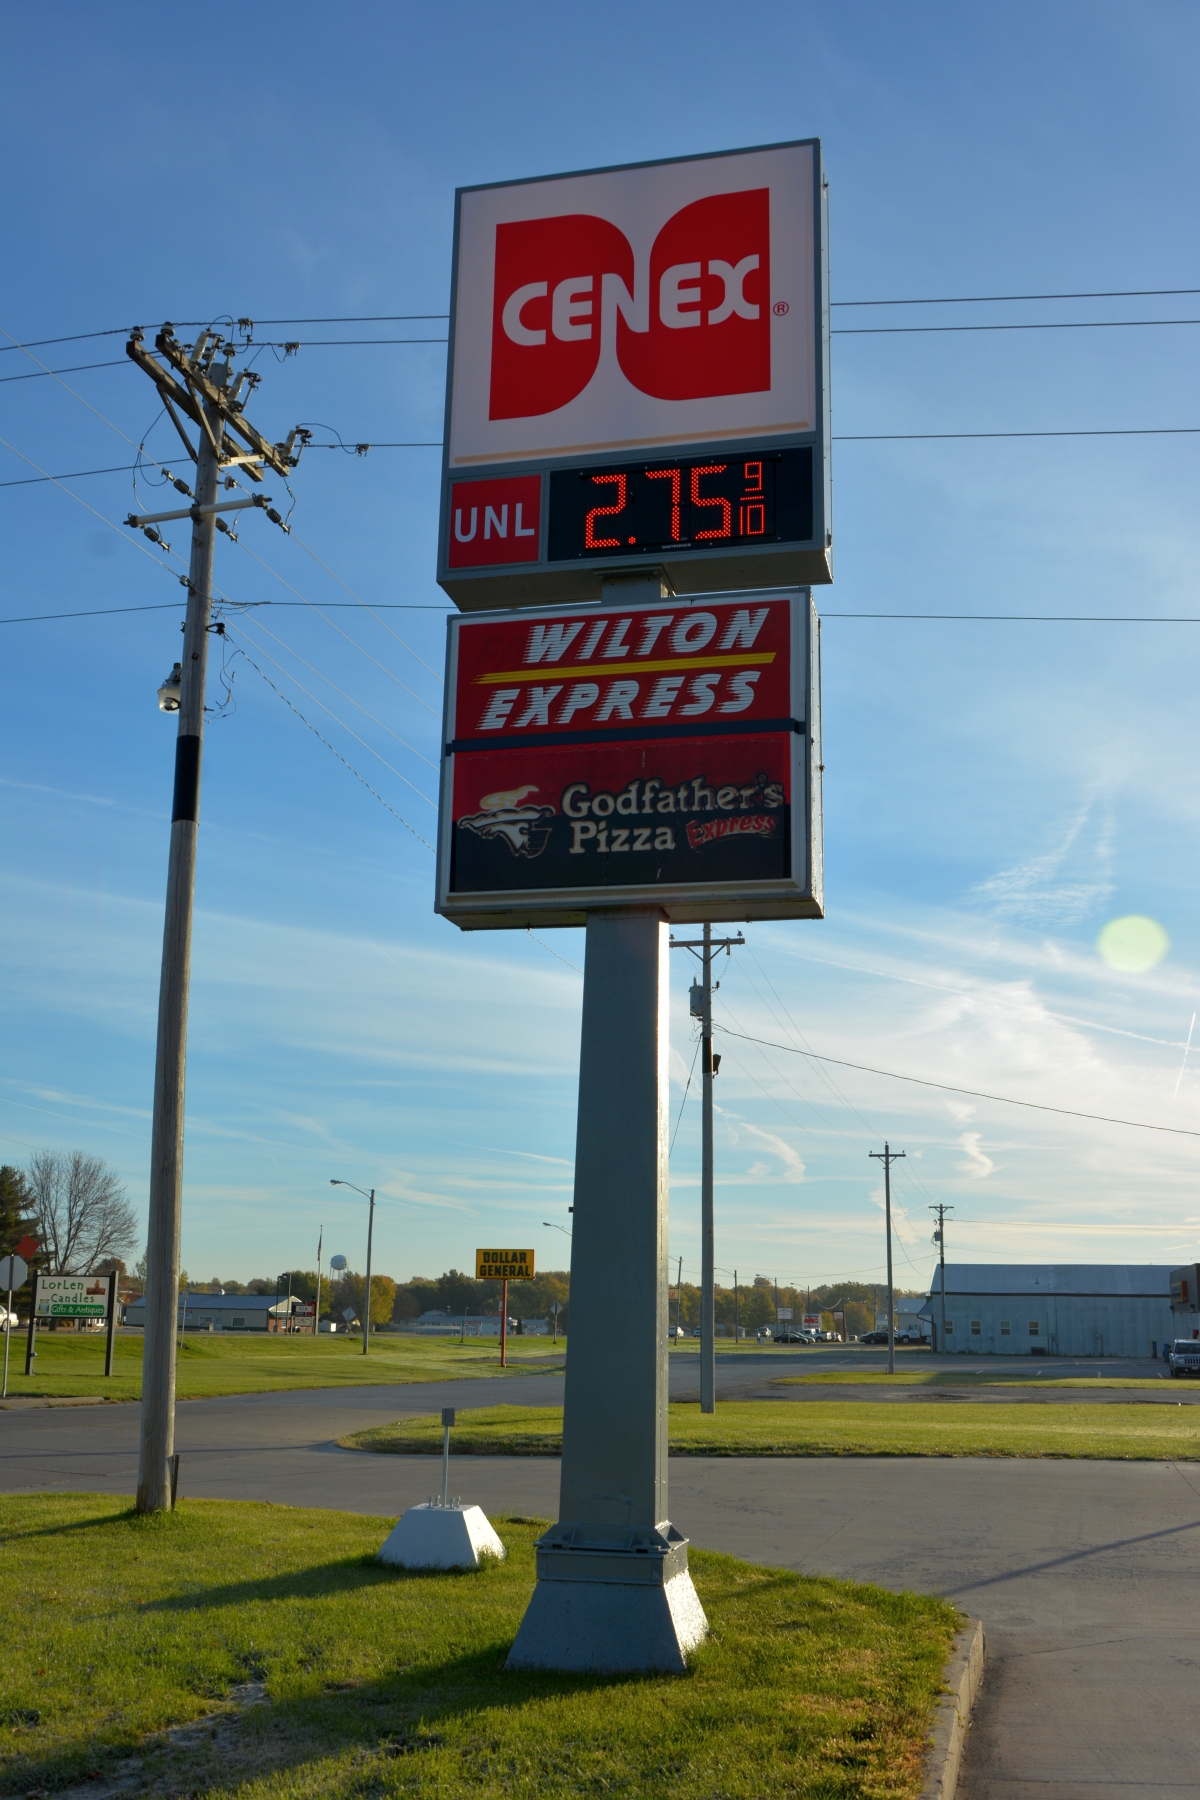 CENEX®
UNL 2.75 9/10
WILTON
EXPRESS
Godfather's
Pizza Express
DOLLAR
GENERAL
LorLen
Candles
Gifts & Antiques